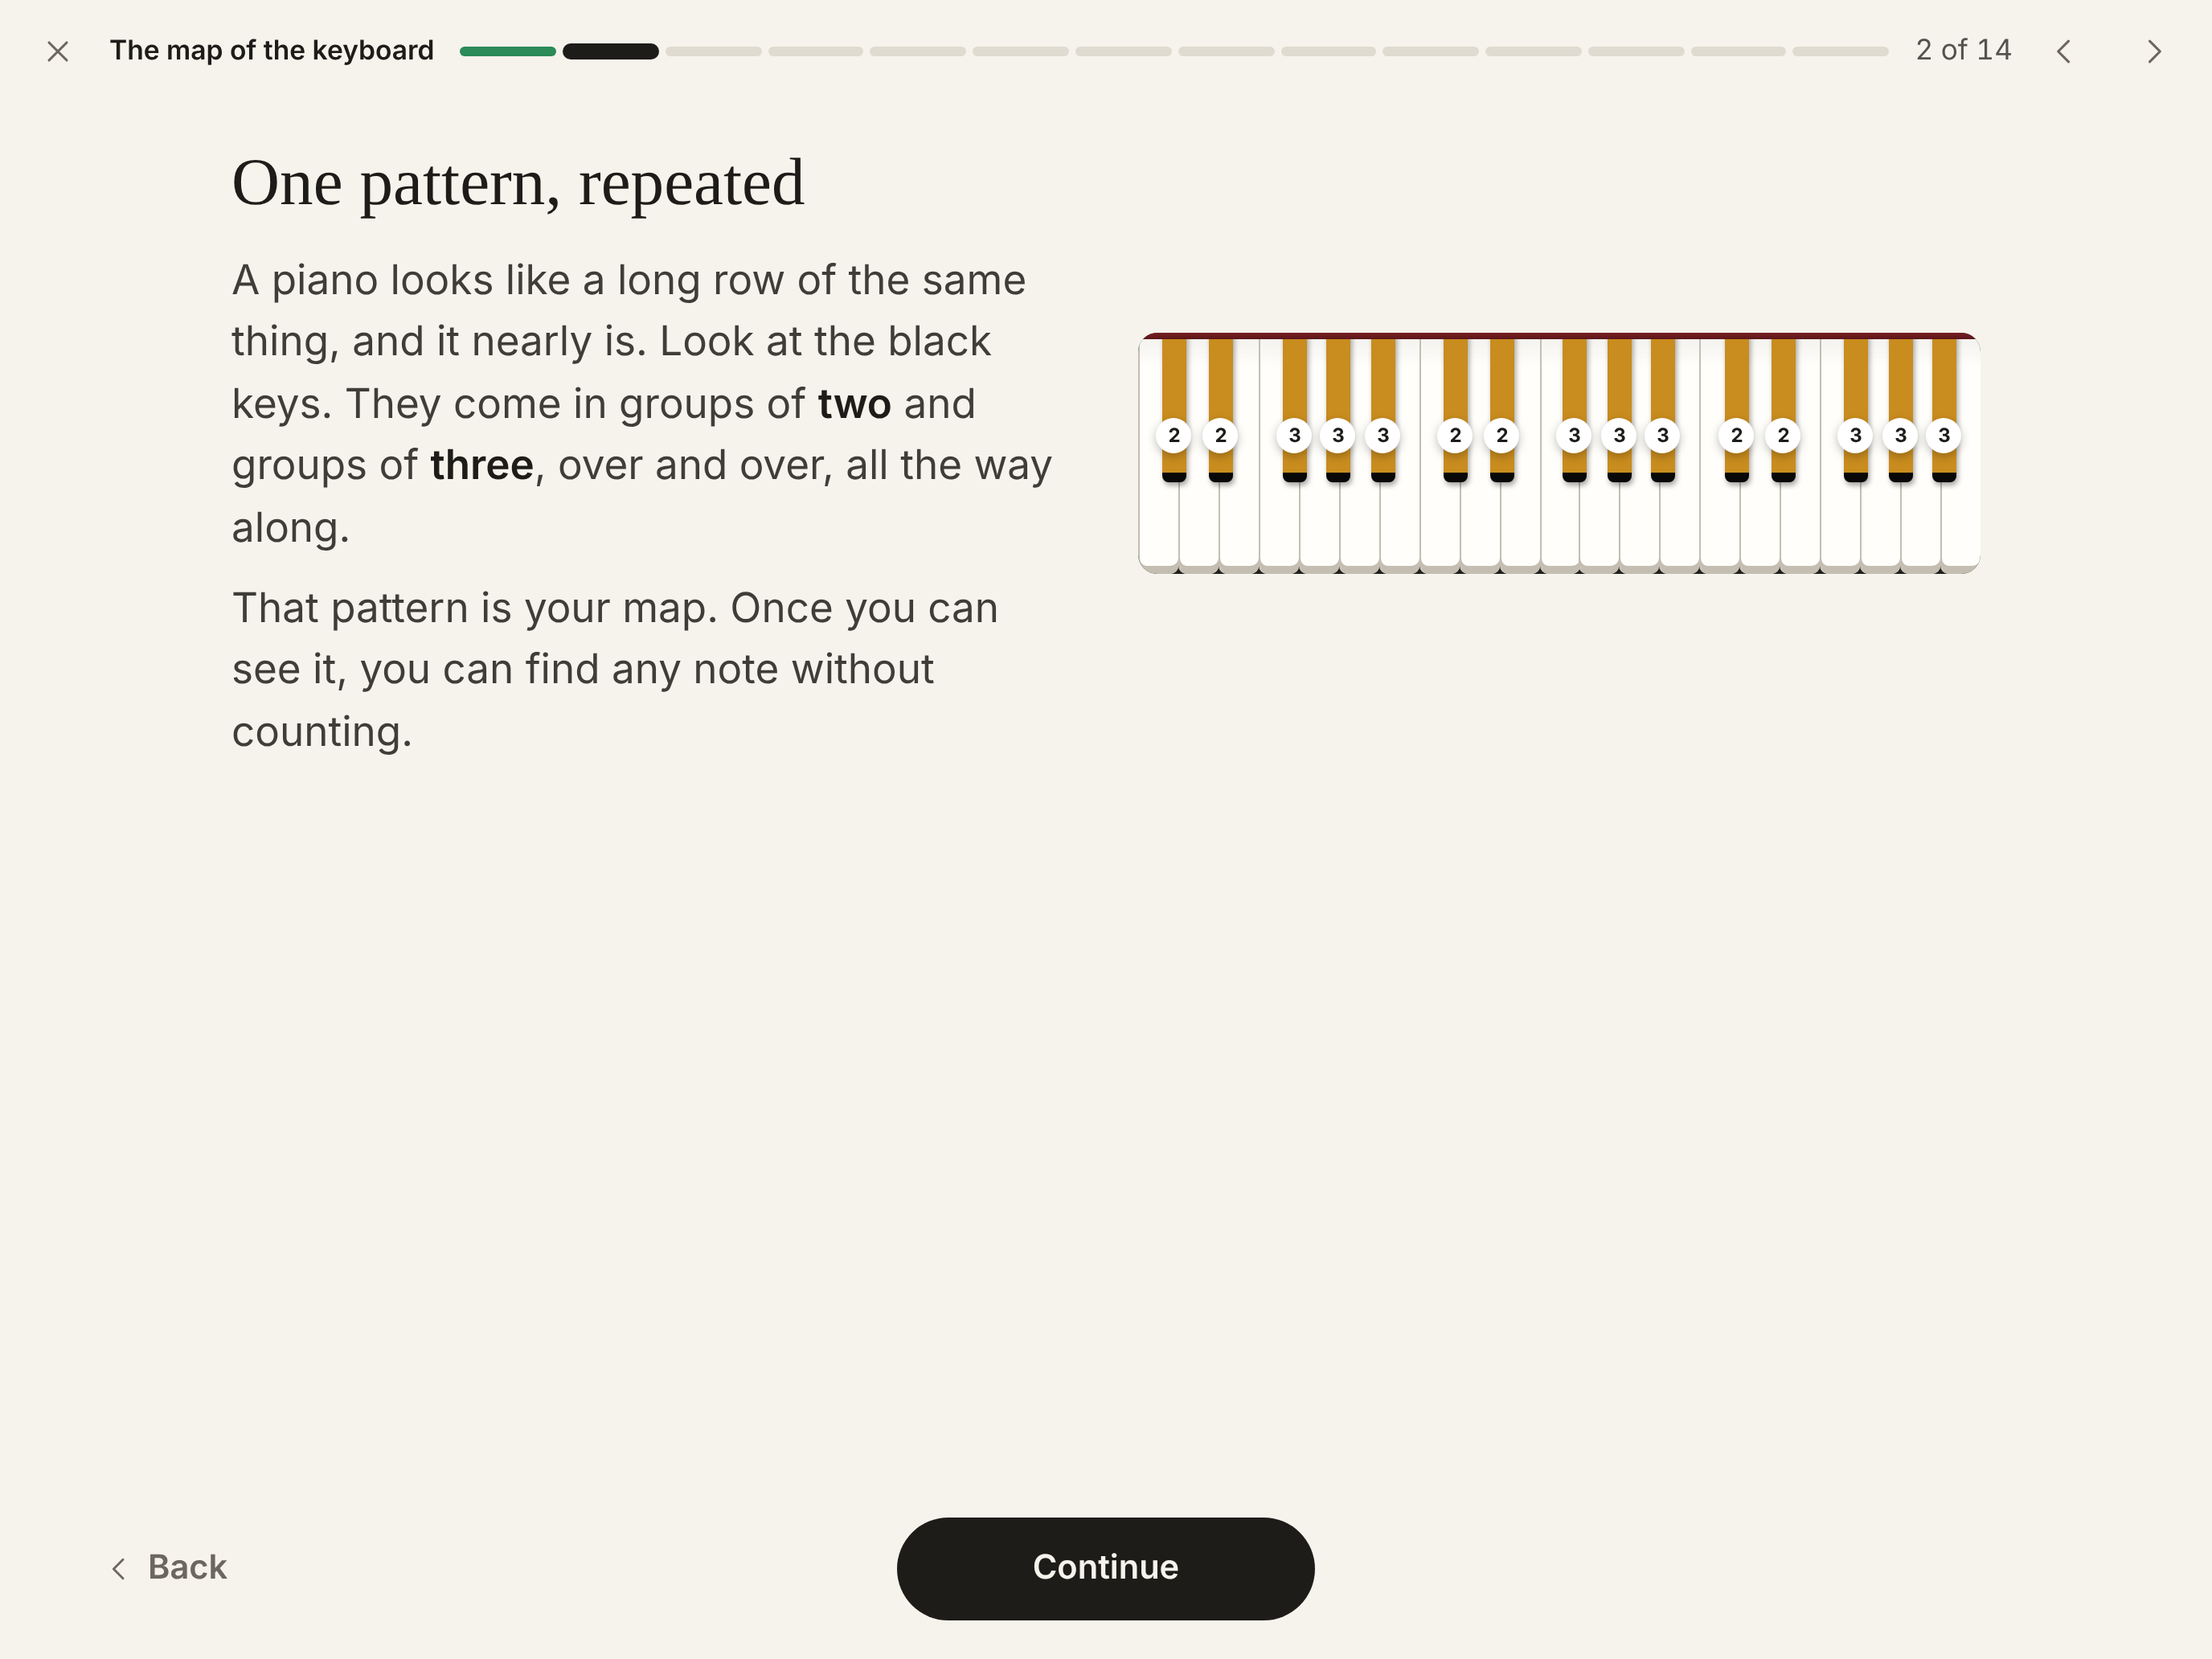 The map of the keyboard
2 of 14
One pattern, repeated
A piano looks like a long row of the same
thing, and it nearly is. Look at the black
keys. They come in groups of two and
groups of three, over and over, all the way
along.
That pattern is your map. Once you can
see it, you can find any note without
counting.
2 2 3 3 3 2 2 3 3 3 2 2 3 3 3
Back
Continue